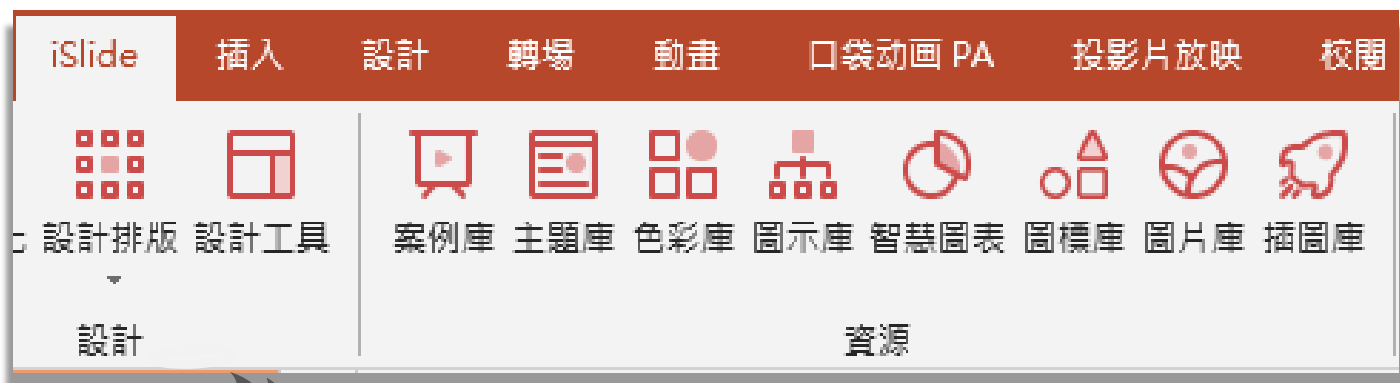 iSlide 插入 設計 轉場 動畫 口袋动画 PA 投影片放映 校閱
設計排版 設計工具 案例庫 主題庫 色彩庫 圖示庫 智慧圖表 圖標庫 圖片庫 插圖庫
設計 資源